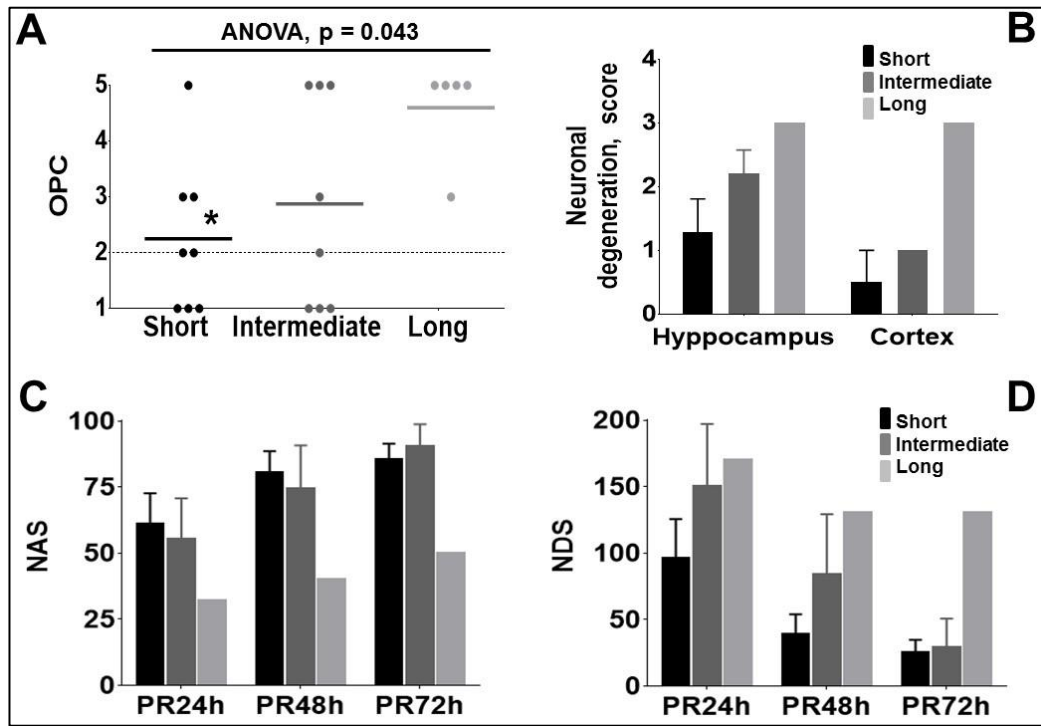 A
ANOVA, p = 0.043
OPC
5
4
3
2
1
*
Short
Intermediate
Long
B
Neuronal
degeneration, score
4
3
2
1
0
Short
Intermediate
Long
Hyppocampus
Cortex
C
NAS
100
75
50
25
0
PR24h
PR48h
PR72h
D
NDS
200
150
100
50
0
Short
Intermediate
Long
PR24h
PR48h
PR72h